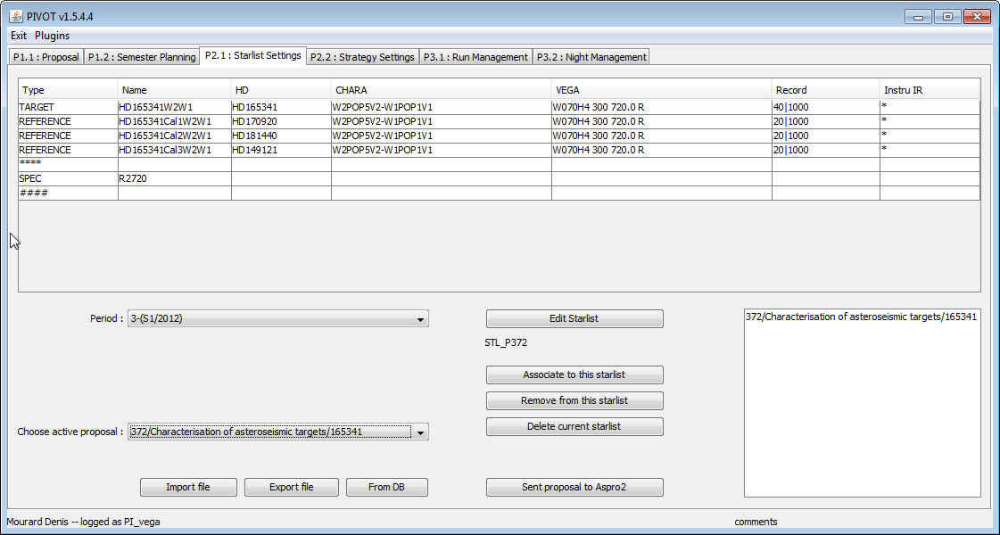 PIVOT v1.5.4.4
Exit Plugins
P1.1 : Proposal P1.2 : Semester Planning P2.1 : Starlist Settings P2.2 : Strategy Settings P3.1 : Run Management P3.2 : Night Management
Type Name HD CHARA VEGA Record Instru IR
TARGET HD165341W2W1 HD165341 W2POP5V2-W1POP1V1 W070H4 300 720.0 R 40|1000 *
REFERENCE HD165341Cal1W2W1 HD170920 W2POP5V2-W1POP1V1 W070H4 300 720.0 R 20|1000 *
REFERENCE HD165341Cal2W2W1 HD181440 W2POP5V2-W1POP1V1 W070H4 300 720.0 R 20|1000 *
REFERENCE HD165341Cal3W2W1 HD149121 W2POP5V2-W1POP1V1 W070H4 300 720.0 R 20|1000 *
****
SPEC R2720
####
Period : 3-(S1/2012) Edit Starlist 372/Characterisation of asteroseismic targets/165341
STL_P372
Associate to this starlist
Remove from this starlist
Choose active proposal : 372/Characterisation of asteroseismic targets/165341 Delete current starlist
Import file Export file From DB Sent proposal to Aspro2
Mourard Denis -- logged as PI_vega comments